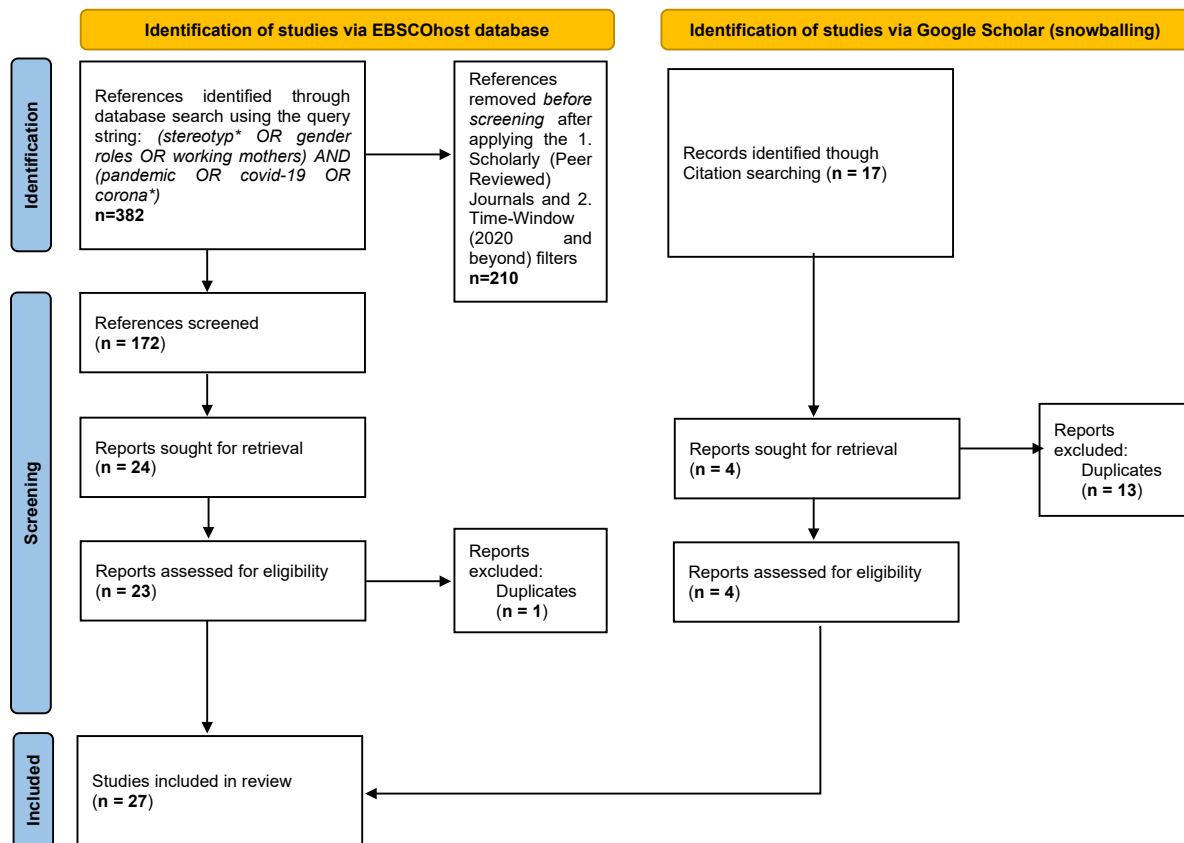 Identification of studies via EBSCOhost database
Identification of studies via Google Scholar (snowballing)
Identification
References identified through
database search using the query
string: (stereotyp* OR gender
roles OR working mothers) AND
(pandemic OR covid-19 OR
corona*)
n=382
References
removed before
screening after
applying the 1.
Scholarly (Peer
Reviewed)
Journals and 2.
Time-Window
(2020 and
beyond) filters
n=210
Records identified though
Citation searching (n = 17)
Screening
References screened
(n = 172)
Reports sought for retrieval
(n = 24)
Reports sought for retrieval
(n = 4)
Reports
excluded:
Duplicates
(n = 13)
Reports assessed for eligibility
(n = 23)
Reports
excluded:
Duplicates
(n = 1)
Reports assessed for eligibility
(n = 4)
Included
Studies included in review
(n = 27)